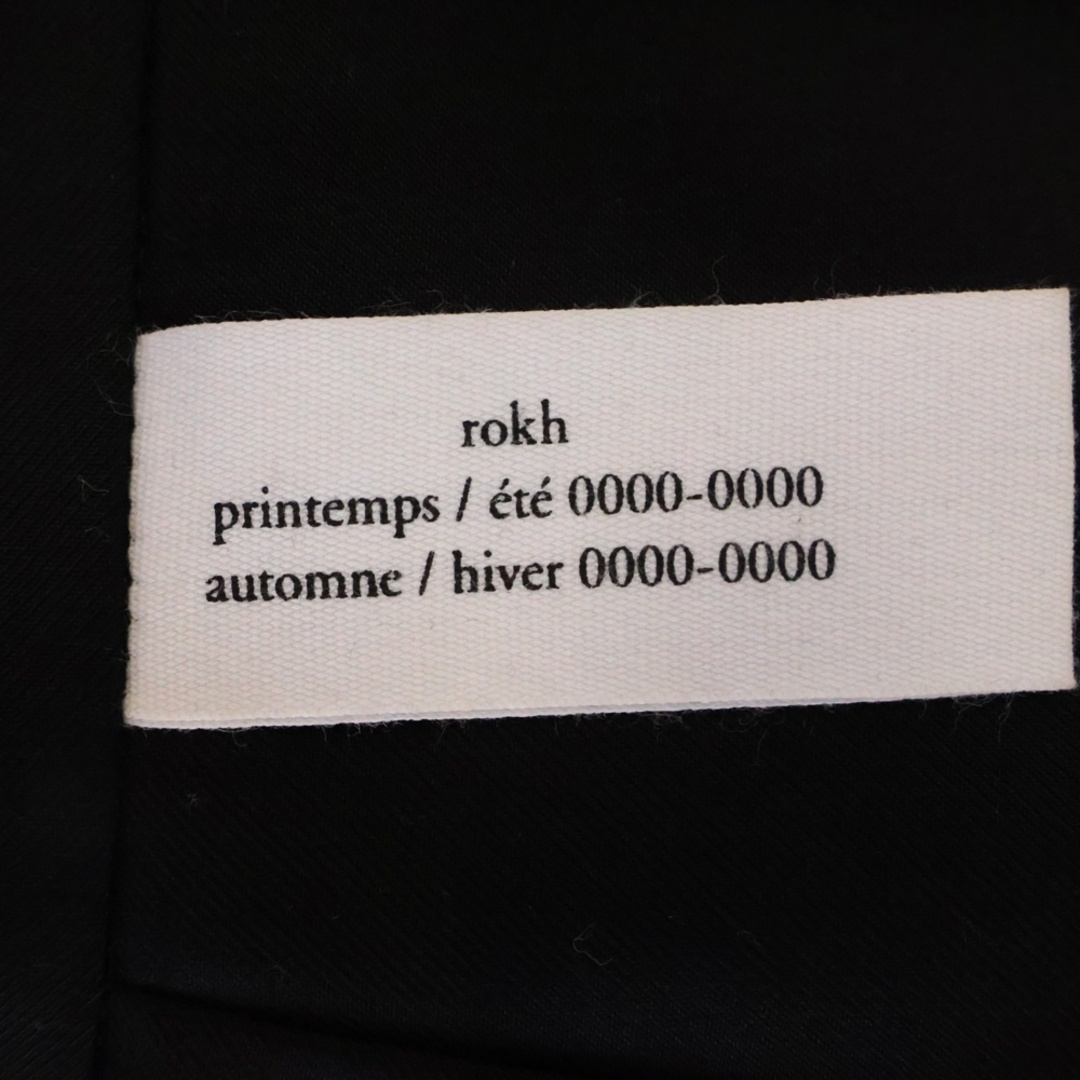 rokh
printemps / été 0000-0000
automne / hiver 0000-0000